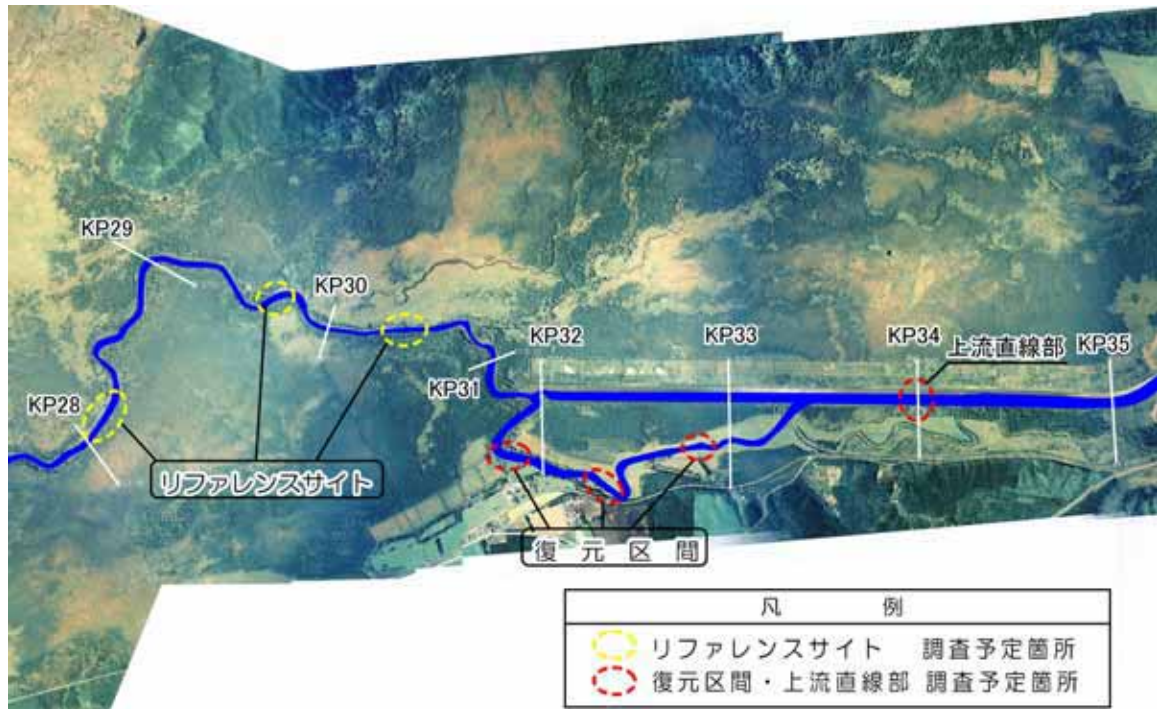 KP29
KP30
KP32
KP33
KP34
上流直線部
KP35
KP31
KP28
リファレンスサイト
復元区間
凡例
リファレンスサイト 調査予定箇所
復元区間・上流直線部 調査予定箇所